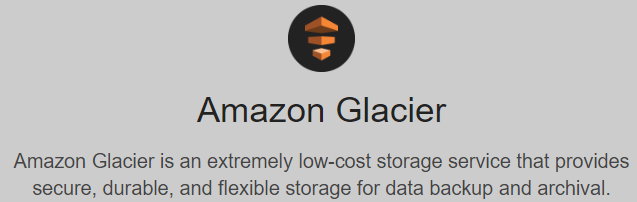 Amazon Glacier
Amazon Glacier is an extremely low-cost storage service that provides
secure, durable, and flexible storage for data backup and archival.